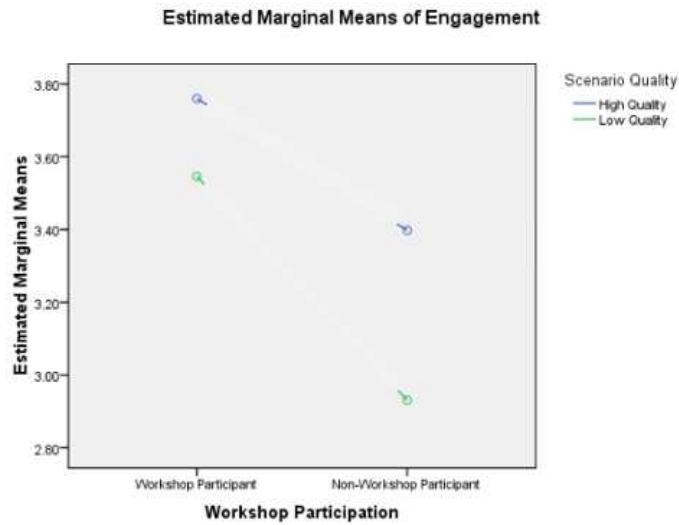 Estimated Marginal Means of Engagement
Scenario Quality
High Quality
Low Quality
Estimated Marginal Means
3.80
3.60
3.40
3.20
3.00
2.80
Workshop Participant
Non-Workshop Participant
Workshop Participation